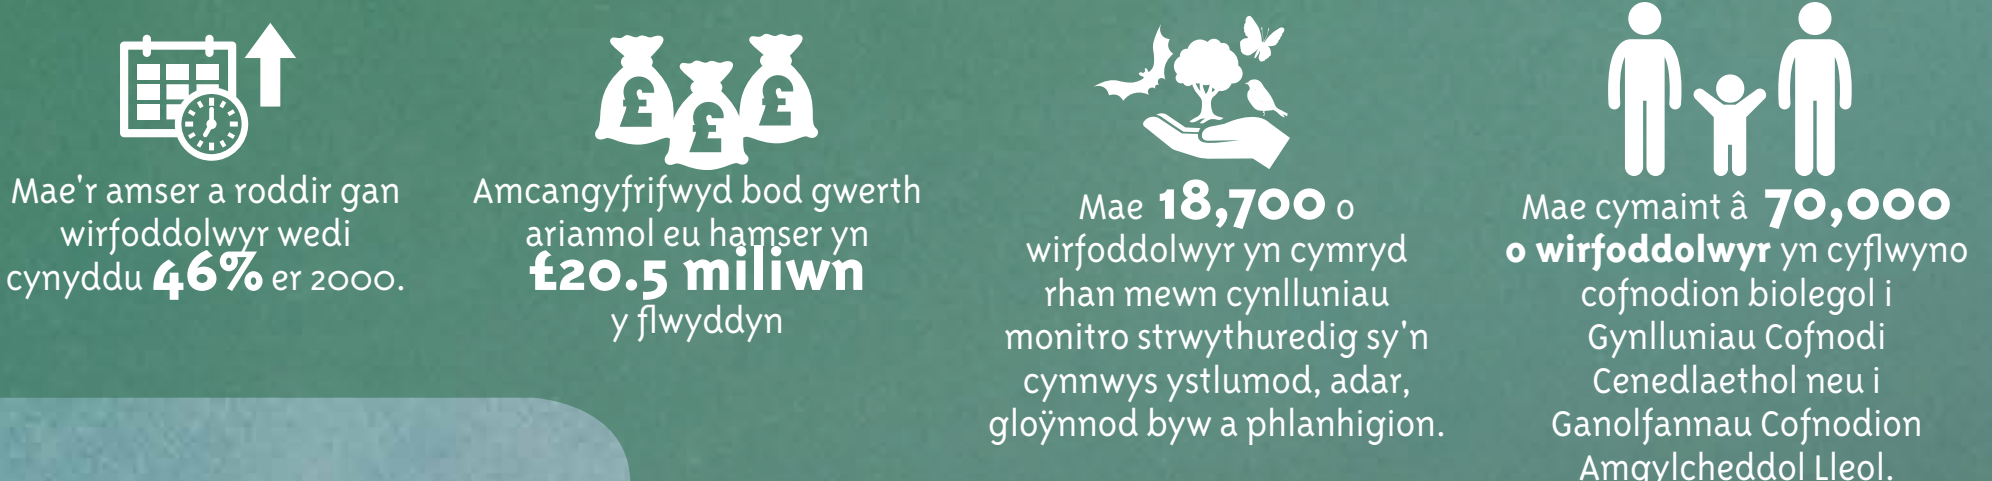 Mae'r amser a roddir gan
wirfoddolwyr wedi
cynyddu 46% er 2000.
Amcangyfrifwyd bod gwerth
ariannol eu hamser yn
£20.5 miliwn
y flwyddyn
Mae 18,700 o
wirfoddolwyr yn cymryd
rhan mewn cynlluniau
monitro strwythuredig sy'n
cynnwys ystlumod, adar,
gloÿnnod byw a phlanhigion.
Mae cymaint â 70,000
o wirfoddolwyr yn cyflwyno
cofnodion biolegol i
Gynlluniau Cofnodi
Cenedlaethol neu i
Ganolfannau Cofnodion
Amgylcheddol Lleol.